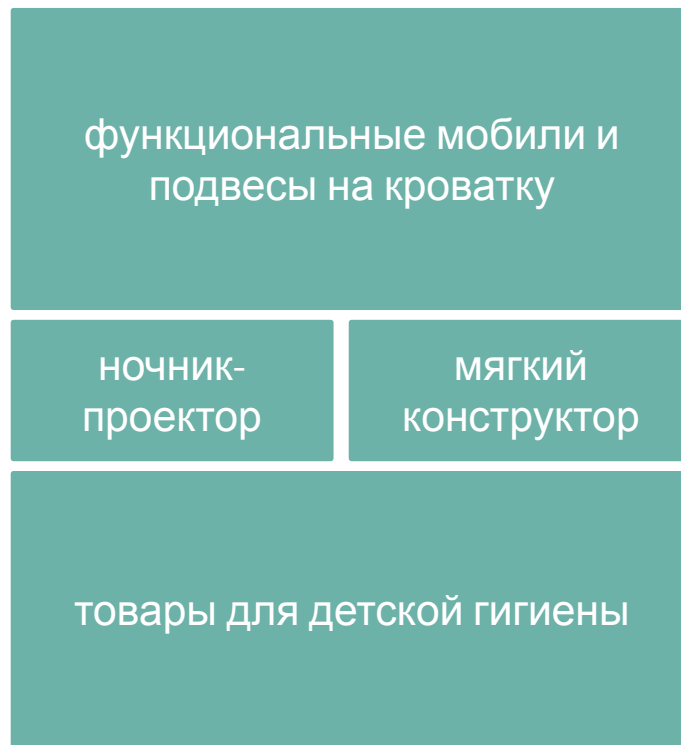 функциональные мобили и
подвесы на кроватку
ночник-
проектор
мягкий
конструктор
товары для детской гигиены